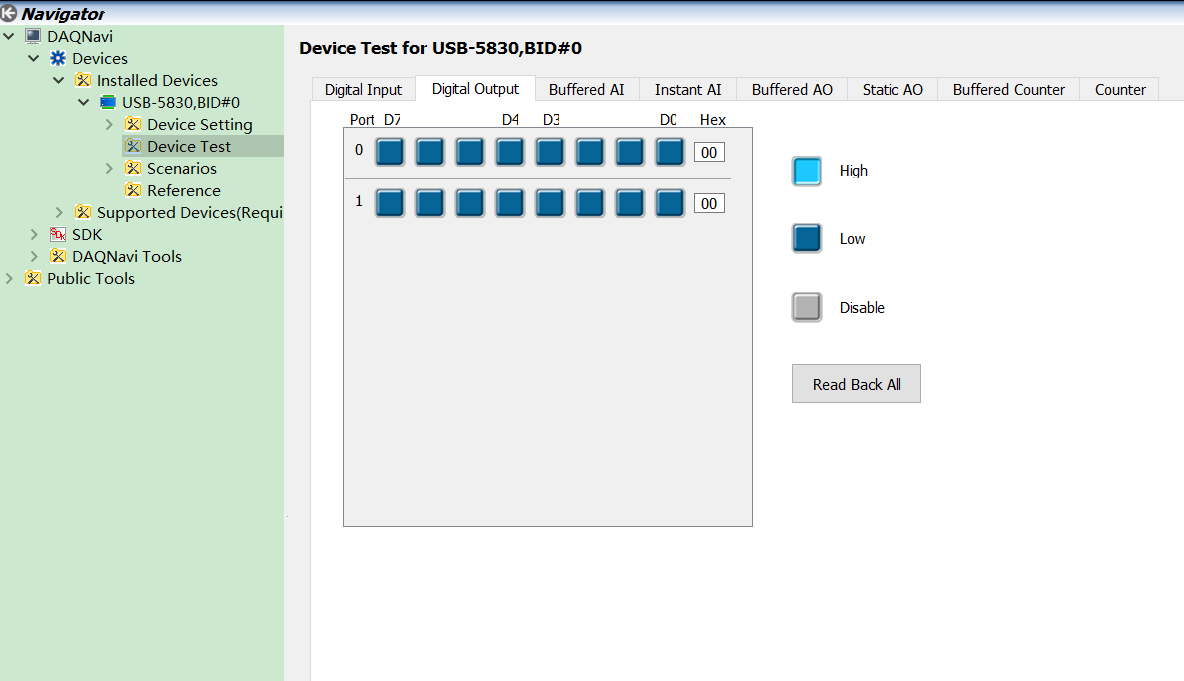 Navigator
DAQNavi
Devices
Installed Devices
USB-5830,BID#0
Device Setting
Device Test
Scenarios
Reference
Supported Devices(Requi
SDK
DAQNavi Tools
Public Tools
Device Test for USB-5830,BID#0
Digital Input Digital Output Buffered AI Instant AI Buffered AO Static AO Buffered Counter Counter
Port D7 D4 D3 D0 Hex
0 00
1 00
High
Low
Disable
Read Back All